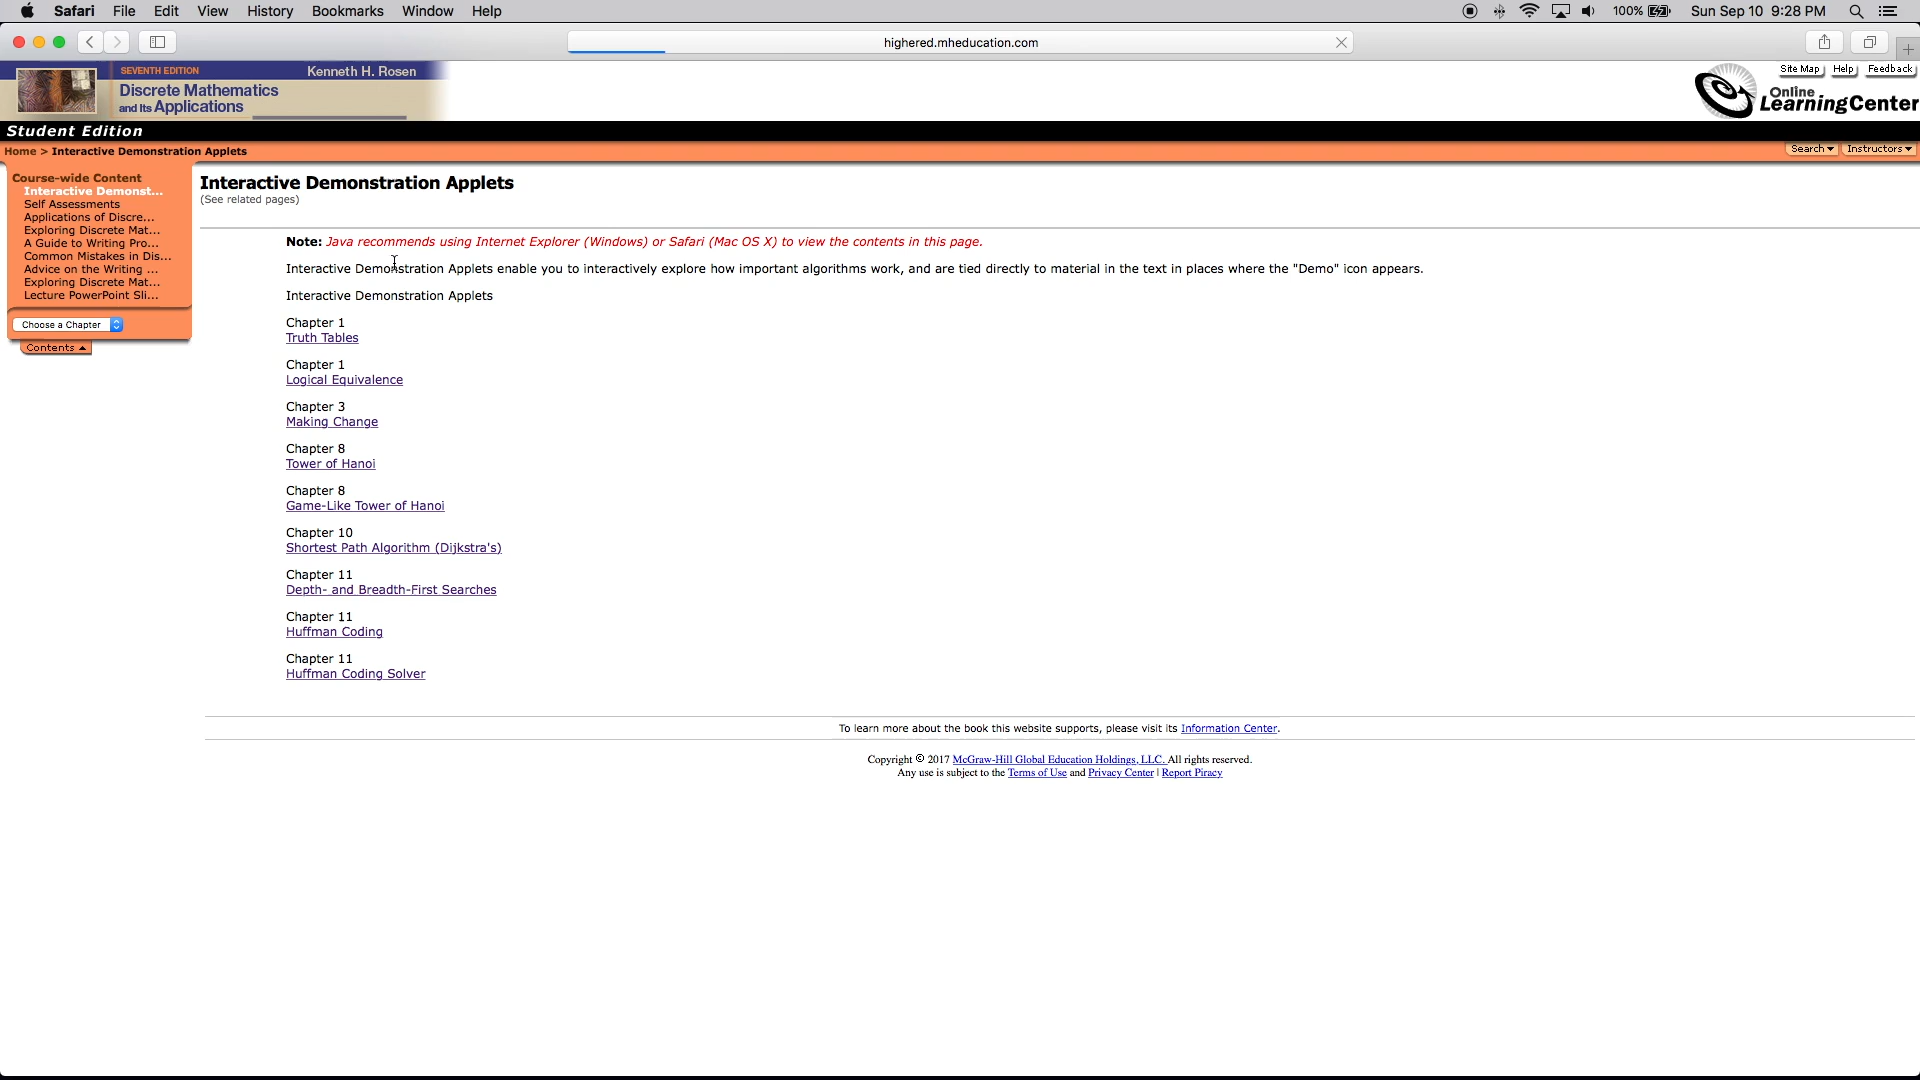 Safari File Edit View History Bookmarks Window Help 100% Sun Sep 10 9:28 PM
highered.mheducation.com
SEVENTH EDITION Kenneth H. Rosen
Discrete Mathematics
and Its Applications
Site Map Help Feedback
Online
LearningCenter
Student Edition
Home > Interactive Demonstration Applets
Search Instructors
Course-wide Content
Interactive Demonst...
Self Assessments
Applications of Discre...
Exploring Discrete Mat...
A Guide to Writing Pro...
Common Mistakes in Dis...
Advice on the Writing ...
Exploring Discrete Mat...
Lecture PowerPoint Sli...
Choose a Chapter
Contents
Interactive Demonstration Applets
(See related pages)
Note: Java recommends using Internet Explorer (Windows) or Safari (Mac OS X) to view the contents in this page.
Interactive Demonstration Applets enable you to interactively explore how important algorithms work, and are tied directly to material in the text in places where the "Demo" icon appears.
Interactive Demonstration Applets
Chapter 1
Truth Tables
Chapter 1
Logical Equivalence
Chapter 3
Making Change
Chapter 8
Tower of Hanoi
Chapter 8
Game-Like Tower of Hanoi
Chapter 10
Shortest Path Algorithm (Dijkstra's)
Chapter 11
Depth- and Breadth-First Searches
Chapter 11
Huffman Coding
Chapter 11
Huffman Coding Solver
To learn more about the book this website supports, please visit its Information Center.
Copyright © 2017 McGraw-Hill Global Education Holdings, LLC. All rights reserved.
Any use is subject to the Terms of Use and Privacy Center | Report Piracy